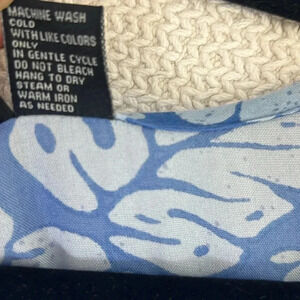 MACHINE WASH
COLD
WITH LIKE COLORS
ONLY
IN GENTLE CYCLE
DO NOT BLEACH
HANG TO DRY
STEAM OR
WARM IRON
AS NEEDED